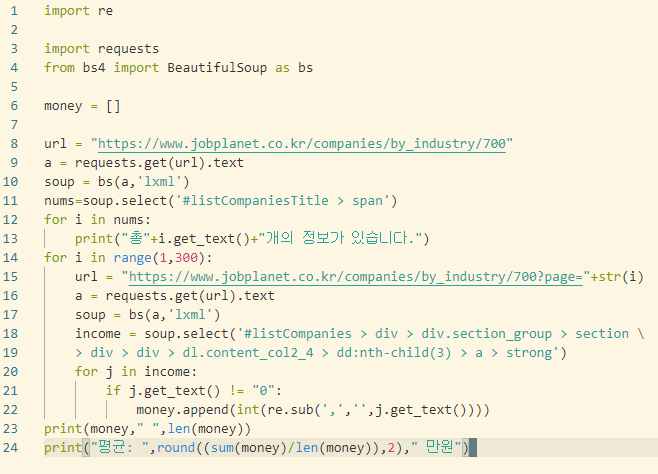 1 import re
2
3 import requests
4 from bs4 import BeautifulSoup as bs
5
6 money = []
7
8 url = "https://www.jobplanet.co.kr/companies/by_industry/700"
9 a = requests.get(url).text
10 soup = bs(a,'lxml')
11 nums=soup.select('#listCompaniesTitle > span')
12 for i in nums:
13     print("총"+i.get_text()+"개의 정보가 있습니다.")
14 for i in range(1,300):
15     url = "https://www.jobplanet.co.kr/companies/by_industry/700?page="+str(i)
16     a = requests.get(url).text
17     soup = bs(a,'lxml')
18     income = soup.select('#listCompanies > div > div.section_group > section \
19     > div > div > dl.content_col2_4 > dd:nth-child(3) > a > strong')
20     for j in income:
21         if j.get_text() != "0":
22             money.append(int(re.sub(',','',j.get_text())))
23 print(money," ",len(money))
24 print("평균: ",round((sum(money)/len(money)),2)," 만원")